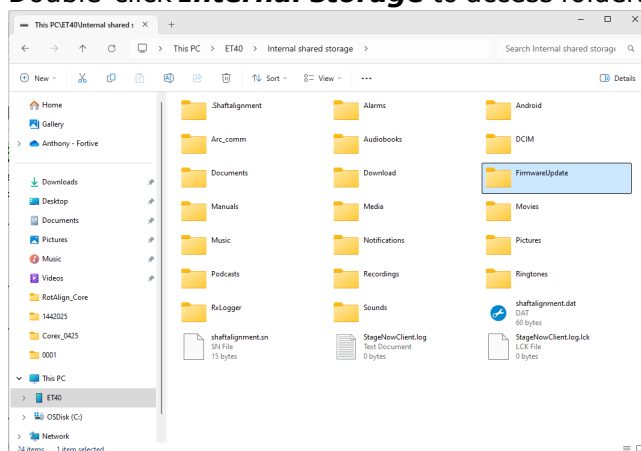 Double-click Internal Storage to access folders
This PC\ET40\Internal shared s
This PC > ET40 > Internal shared storage >
Search Internal shared storage
New
Sort
View
Details
Home
Gallery
Anthony - Fortive
Downloads
Desktop
Documents
Pictures
Music
Videos
RotAlign_Core
1442025
Corex_0425
0001
This PC
ET40
OSDisk (C:)
Network
.Shaftalignment
Alarms
Android
Arc_comm
Audiobooks
DCIM
Documents
Download
FirmwareUpdate
Manuals
Media
Movies
Music
Notifications
Pictures
Podcasts
Recordings
Ringtones
RxLogger
Sounds
shaftalignment.dat
DAT
60 bytes
shaftalignment.sn
SN File
15 bytes
StageNowClient.log
Text Document
0 bytes
StageNowClient.log.lck
LCK File
0 bytes
24 items 1 item selected